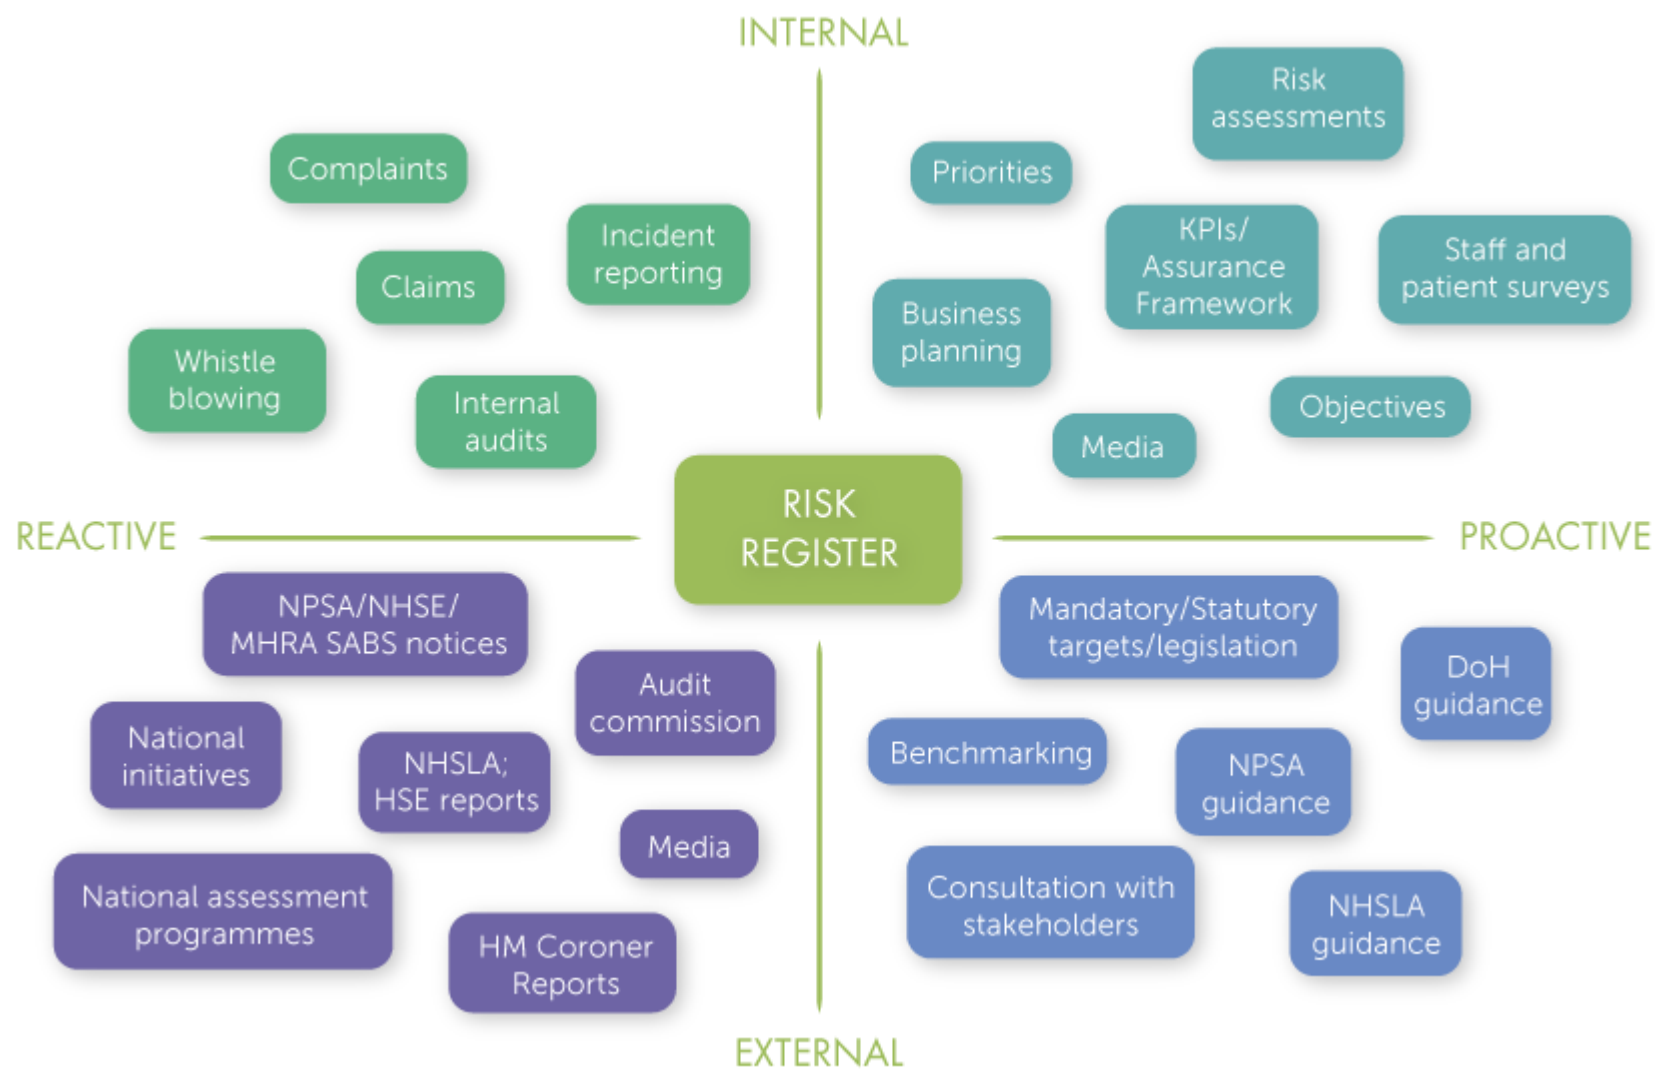 INTERNAL
Complaints
Incident
reporting
Claims
Whistle
blowing
Internal
audits
Risk
assessments
Priorities
KPIs/
Assurance
Framework
Staff and
patient surveys
Business
planning
Objectives
Media
REACTIVE
RISK
REGISTER
PROACTIVE
NPSA/NHSE/
MHRA SABS notices
Audit
commission
National
initiatives
NHSLA;
HSE reports
Media
National assessment
programmes
HM Coroner
Reports
Mandatory/Statutory
targets/legislation
DoH
guidance
Benchmarking
NPSA
guidance
Consultation with
stakeholders
NHSLA
guidance
EXTERNAL